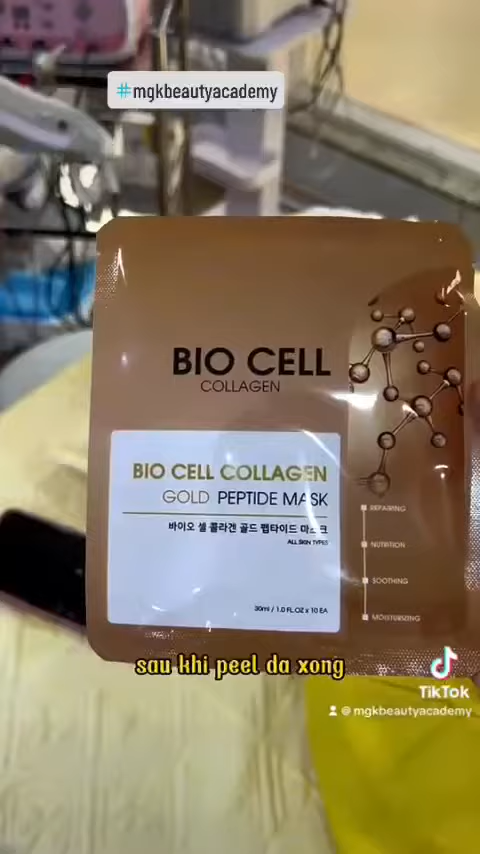 #mgkbeautyacademy
BIO CELL
COLLAGEN
BIO CELL COLLAGEN
GOLD PEPTIDE MASK
바이오 셀 콜라겐 골드 펩타이드 마스크
ALL SKIN TYPES
30ml / 1.0 FL.OZ x 10 EA
REPAIRING
NUTRITION
SOOTHING
MOISTURIZING
sau khi peel da xong
TikTok
@mgkbeautyacademy